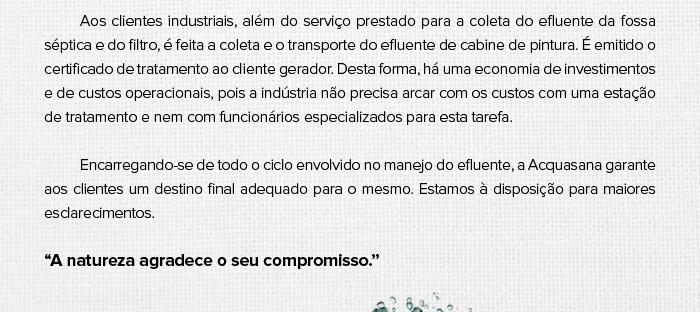 Aos clientes industriais, além do serviço prestado para a coleta do efluente da fossa
séptica e do filtro, é feita a coleta e o transporte do efluente de cabine de pintura. É emitido o
certificado de tratamento ao cliente gerador. Desta forma, há uma economia de investimentos
e de custos operacionais, pois a indústria não precisa arcar com os custos com uma estação
de tratamento e nem com funcionários especializados para esta tarefa.
Encarregando-se de todo o ciclo envolvido no manejo do efluente, a Acquasana garante
aos clientes um destino final adequado para o mesmo. Estamos à disposição para maiores
esclarecimentos.
“A natureza agradece o seu compromisso.”